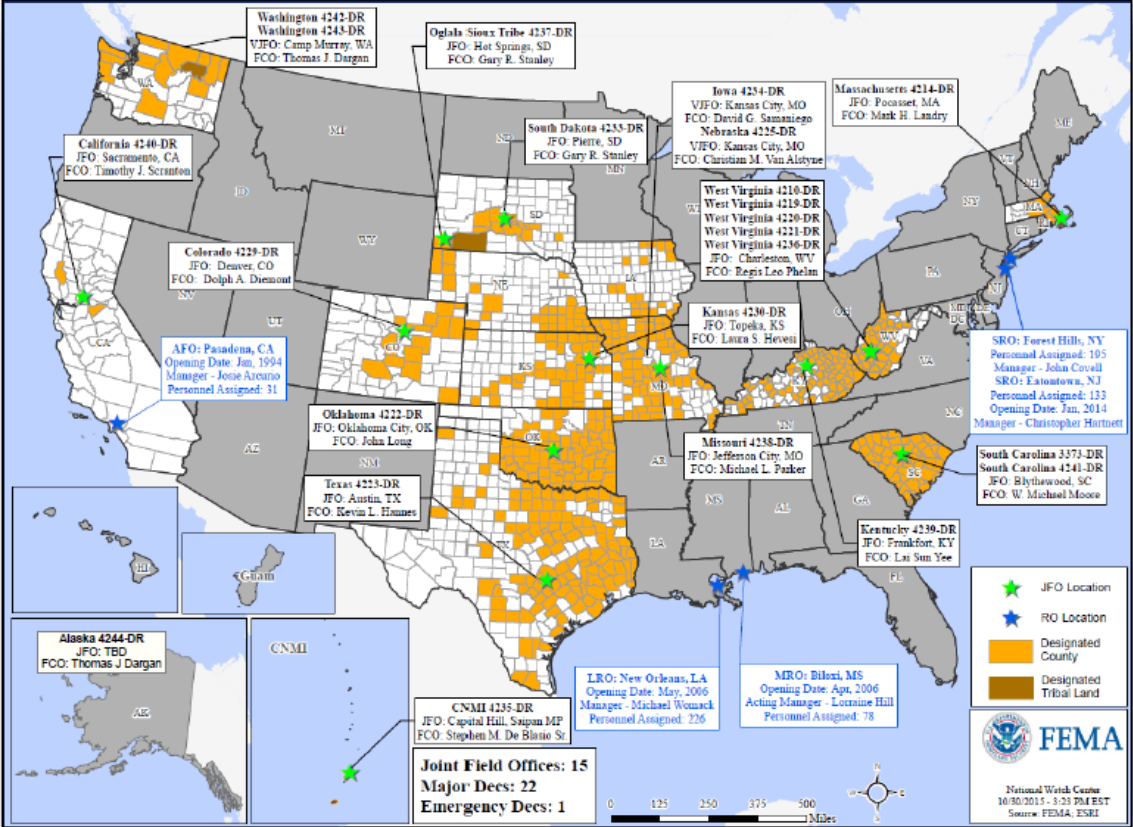 Washington 4242-DR
Washington 4243-DR
VJFO: Camp Murray, WA
FCO: Thomas J. Dargan
Oglala Sioux Tribe 4237-DR
JFO: Hot Springs, SD
FCO: Gary R. Stanley
Iowa 4234-DR
VJFO: Kansas City, MO
FCO: David G. Samaniego
Nebraska 4225-DR
VJFO: Kansas City, MO
FCO: Christian M. Van Alstyne
Massachusetts 4214-DR
JFO: Pocasset, MA
FCO: Mark H. Landry
South Dakota 4233-DR
JFO: Pierre, SD
FCO: Gary R. Stanley
California 4240-DR
JFO: Sacramento, CA
FCO: Timothy J. Scranton
West Virginia 4210-DR
West Virginia 4219-DR
West Virginia 4220-DR
West Virginia 4221-DR
West Virginia 4236-DR
JFO: Charleston, WV
FCO: Regis Leo Phelan
Colorado 4229-DR
JFO: Denver, CO
FCO: Dolph A. Diemont
Kansas 4230-DR
JFO: Topeka, KS
FCO: Laura S. Hevesi
AFO: Pasadena, CA
Opening Date: Jan, 1994
Manager - Josie Arcurio
Personnel Assigned: 31
SRO: Forest Hills, NY
Personnel Assigned: 195
Manager - John Covell
SRO: Eatontown, NJ
Personnel Assigned: 133
Opening Date: Jan, 2014
Manager - Christopher Hartnett
Oklahoma 4222-DR
JFO: Oklahoma City, OK
FCO: John Long
Missouri 4238-DR
JFO: Jefferson City, MO
FCO: Michael L. Parker
South Carolina 3373-DR
South Carolina 4241-DR
JFO: Blythewood, SC
FCO: W. Michael Moore
Texas 4223-DR
JFO: Austin, TX
FCO: Kevin L. Hannes
Kentucky 4239-DR
JFO: Frankfort, KY
FCO: Lai Sun Yee
WA
MT
ND
MN
ID
WY
SD
NE
IA
NV
UT
CA
CO
KS
MO
AZ
NM
OK
AR
TX
LA
MS
AL
GA
FL
TN
KY
WV
VA
NC
SC
OH
PA
NY
NJ
MD
DE
DC
CT
RI
MA
VT
NH
ME
HI
Guam
Alaska 4244-DR
JFO: TBD
FCO: Thomas J Dargan
AK
CNMI
CNMI 4235-DR
JFO: Capital Hill, Saipan MP
FCO: Stephen M. De Blasio Sr.
LRO: New Orleans, LA
Opening Date: May, 2006
Manager - Michael Womack
Personnel Assigned: 226
MRO: Biloxi, MS
Opening Date: Apr, 2006
Acting Manager - Lorraine Hill
Personnel Assigned: 78
Joint Field Offices: 15
Major Decs: 22
Emergency Decs: 1
0 125 250 375 500
Miles
N
W
E
S
JFO Location
RO Location
Designated
County
Designated
Tribal Land
FEMA
National Watch Center
10/30/2015 - 3:23 PM EST
Source: FEMA; ESRI